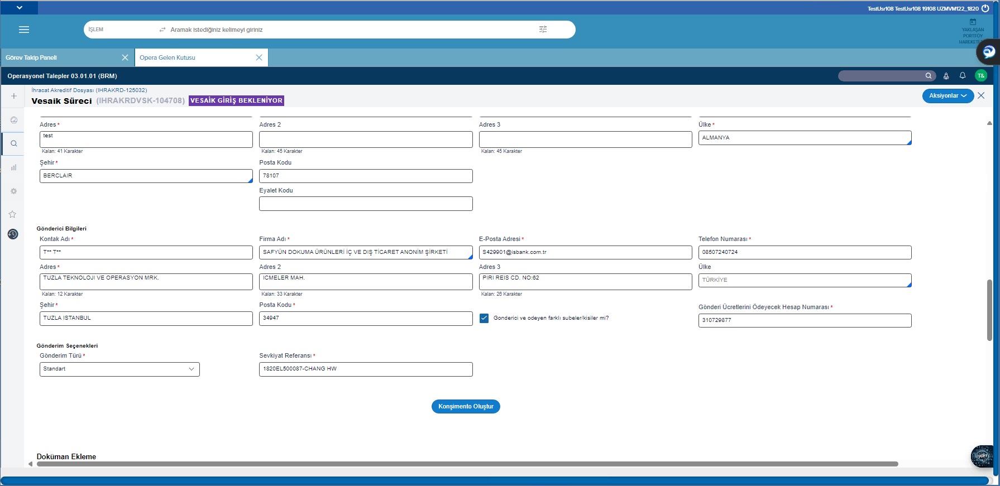 TestUsr108 TestUsr108 19108 UZMVM122_1820
İŞLEM
Aramak istediğiniz kelimeyi giriniz
YAKLAŞAN
PORTFÖY
Görev Takip Paneli
Opera Gelen Kutusu
Operasyonel Talepler 03.01.01 (BRM)
T&
İhracat Akreditif Dosyası (IHRAKRD-125032)
Vesaik Süreci (IHRAKRDVSK-104708) VESAİK GİRİŞ BEKLENİYOR
Aksiyonlar
Adres *
Adres 2
Adres 3
Ülke *
test
ALMANYA
Kalan: 41 Karakter
Kalan: 45 Karakter
Kalan: 45 Karakter
Şehir *
Posta Kodu
BERCLAIR
78107
Eyalet Kodu
Gönderici Bilgileri
Kontak Adı *
Firma Adı *
E-Posta Adresi *
Telefon Numarası *
T** T**
SAFYÜN DOKUMA ÜRÜNLERİ İÇ VE DIŞ TİCARET ANONİM ŞİRKETİ
S429901@isbank.com.tr
08507240724
Adres *
Adres 2
Adres 3
Ülke
TUZLA TEKNOLOJI VE OPERASYON MRK.
ICMELER MAH.
PIRI REIS CD. NO:62
TÜRKİYE
Kalan: 12 Karakter
Kalan: 33 Karakter
Kalan: 26 Karakter
Şehir *
Posta Kodu *
Gönderi Ücretlerini Ödeyecek Hesap Numarası *
TUZLA ISTANBUL
34947
Gonderici ve odeyen farklı subeler/kisiler mi?
310729877
Gönderim Seçenekleri
Gönderim Türü *
Sevkiyat Referansı *
Standart
1820EL500087-CHANG HW
Konşimento Oluştur
Doküman Ekleme